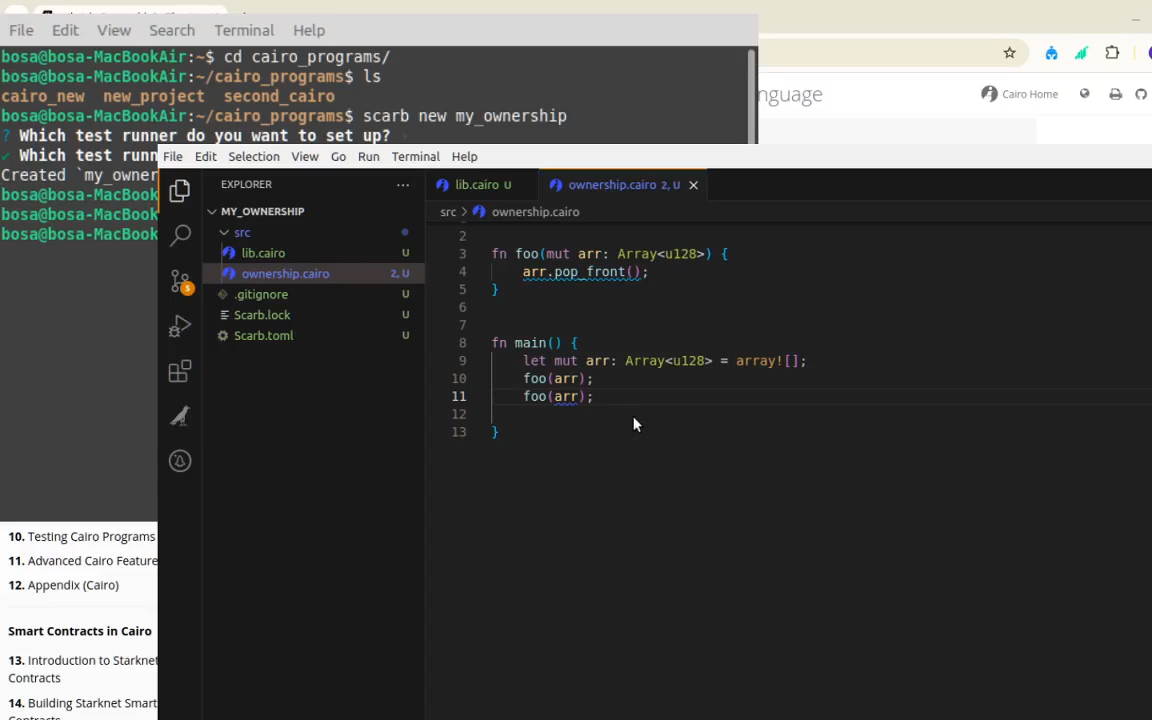 File Edit View Search Terminal Help
bosa@bosa-MacBookAir:~$ cd cairo_programs/
bosa@bosa-MacBookAir:~/cairo_programs$ ls
cairo_new new_project second_cairo
bosa@bosa-MacBookAir:~/cairo_programs$ scarb new my_ownership
? Which test runner do you want to set up? ›
✔ Which test runn
Created `my_owner
bosa@bosa-MacBook
bosa@bosa-MacBook
bosa@bosa-MacBook
nguage
Cairo Home
File Edit Selection View Go Run Terminal Help
EXPLORER
MY_OWNERSHIP
src
lib.cairo U
ownership.cairo 2, U
.gitignore U
Scarb.lock U
Scarb.toml U
5
lib.cairo U
ownership.cairo 2, U
src > ownership.cairo
2
3 fn foo(mut arr: Array<u128>) {
4 arr.pop_front();
5 }
6
7
8 fn main() {
9 let mut arr: Array<u128> = array![];
10 foo(arr);
11 foo(arr);
12
13 }
10. Testing Cairo Programs
11. Advanced Cairo Feature
12. Appendix (Cairo)
Smart Contracts in Cairo
13. Introduction to Starknet
Contracts
14. Building Starknet Smart